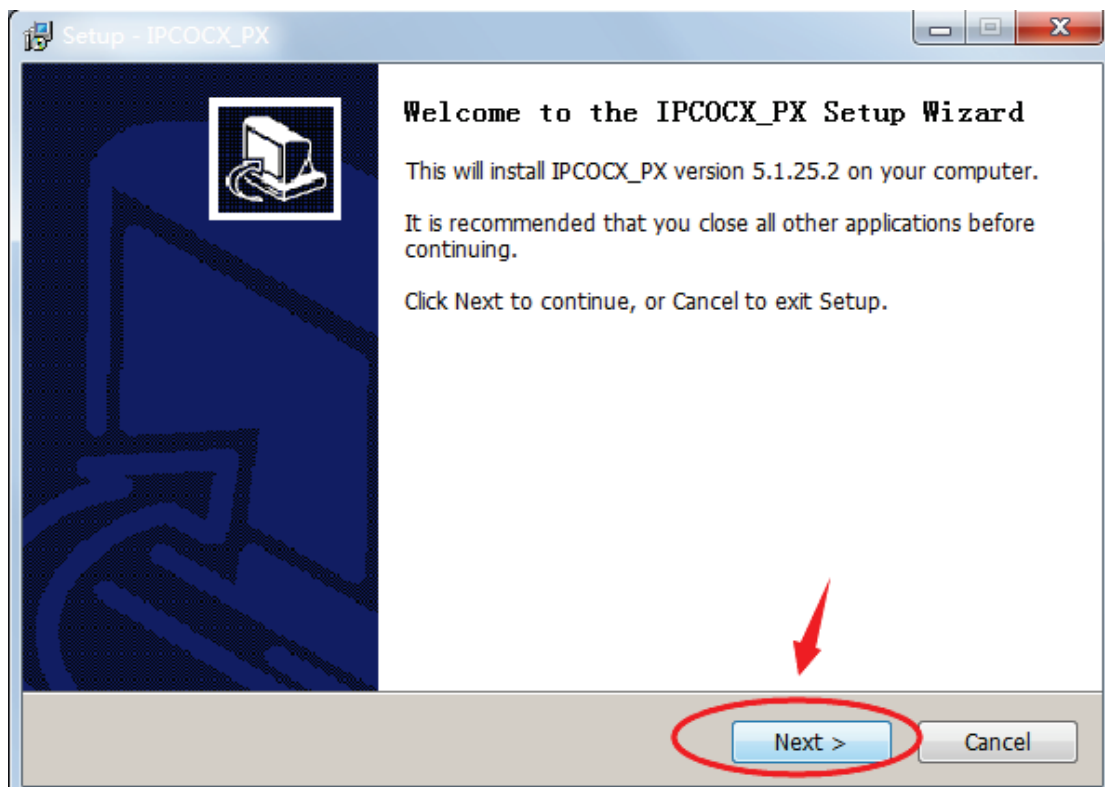 Setup - IPCOCX_PX
Welcome to the IPCOCX_PX Setup Wizard
This will install IPCOCX_PX version 5.1.25.2 on your computer.
It is recommended that you close all other applications before
continuing.
Click Next to continue, or Cancel to exit Setup.
Next >
Cancel